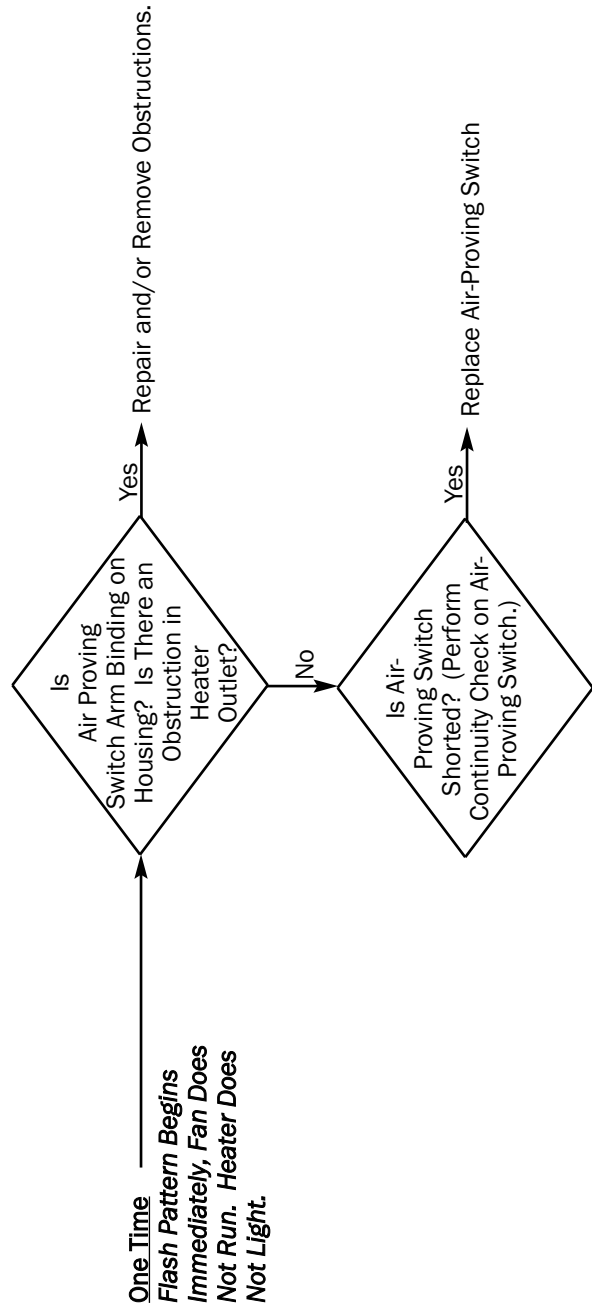 One Time
Flash Pattern Begins
Immediately, Fan Does
Not Run.  Heater Does
Not Light.
Is
Air Proving
Switch Arm Binding on
Housing?  Is There an
Obstruction in
Heater
Outlet?
Yes
Repair and/or Remove Obstructions.
No
Is Air-
Proving Switch
Shorted?  (Perform
Continuity Check on Air-
Proving Switch.)
Yes
Replace Air-Proving Switch